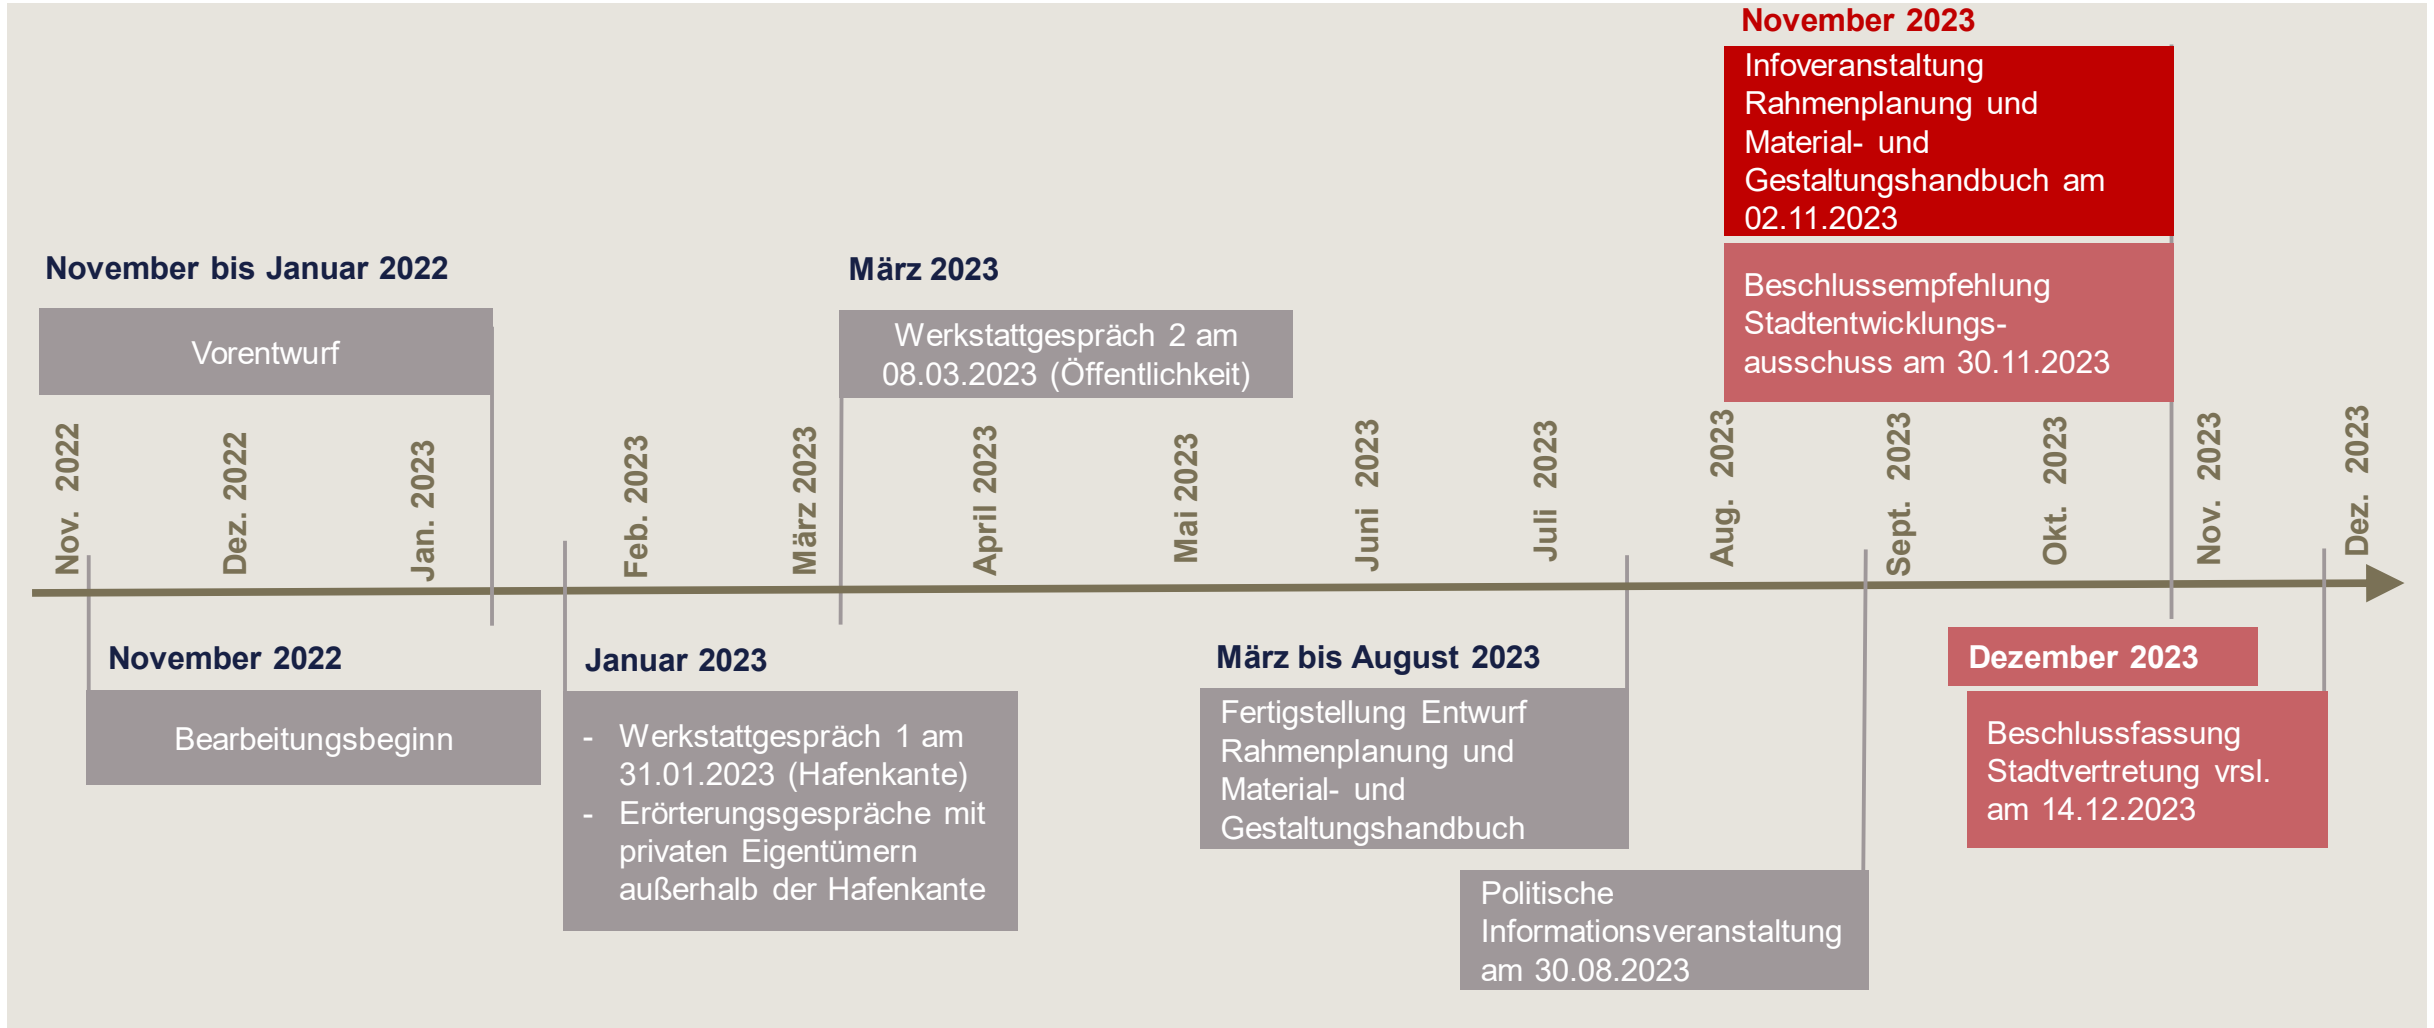 November 2023
Infoveranstaltung
Rahmenplanung und
Material- und
Gestaltungshandbuch am
02.11.2023
Beschlussempfehlung
Stadtentwicklungs-
ausschuss am 30.11.2023
November bis Januar 2022
Vorentwurf
März 2023
Werkstattgespräch 2 am
08.03.2023 (Öffentlichkeit)
Nov. 2022
Dez. 2022
Jan. 2023
Feb. 2023
März 2023
April 2023
Mai 2023
Juni 2023
Juli 2023
Aug. 2023
Sept. 2023
Okt. 2023
Nov. 2023
Dez. 2023
November 2022
Bearbeitungsbeginn
Januar 2023
- Werkstattgespräch 1 am
31.01.2023 (Hafenkante)
- Erörterungsgespräche mit
privaten Eigentümern
außerhalb der Hafenkante
März bis August 2023
Fertigstellung Entwurf
Rahmenplanung und
Material- und
Gestaltungshandbuch
Politische
Informationsveranstaltung
am 30.08.2023
Dezember 2023
Beschlussfassung
Stadtvertretung vrsl.
am 14.12.2023